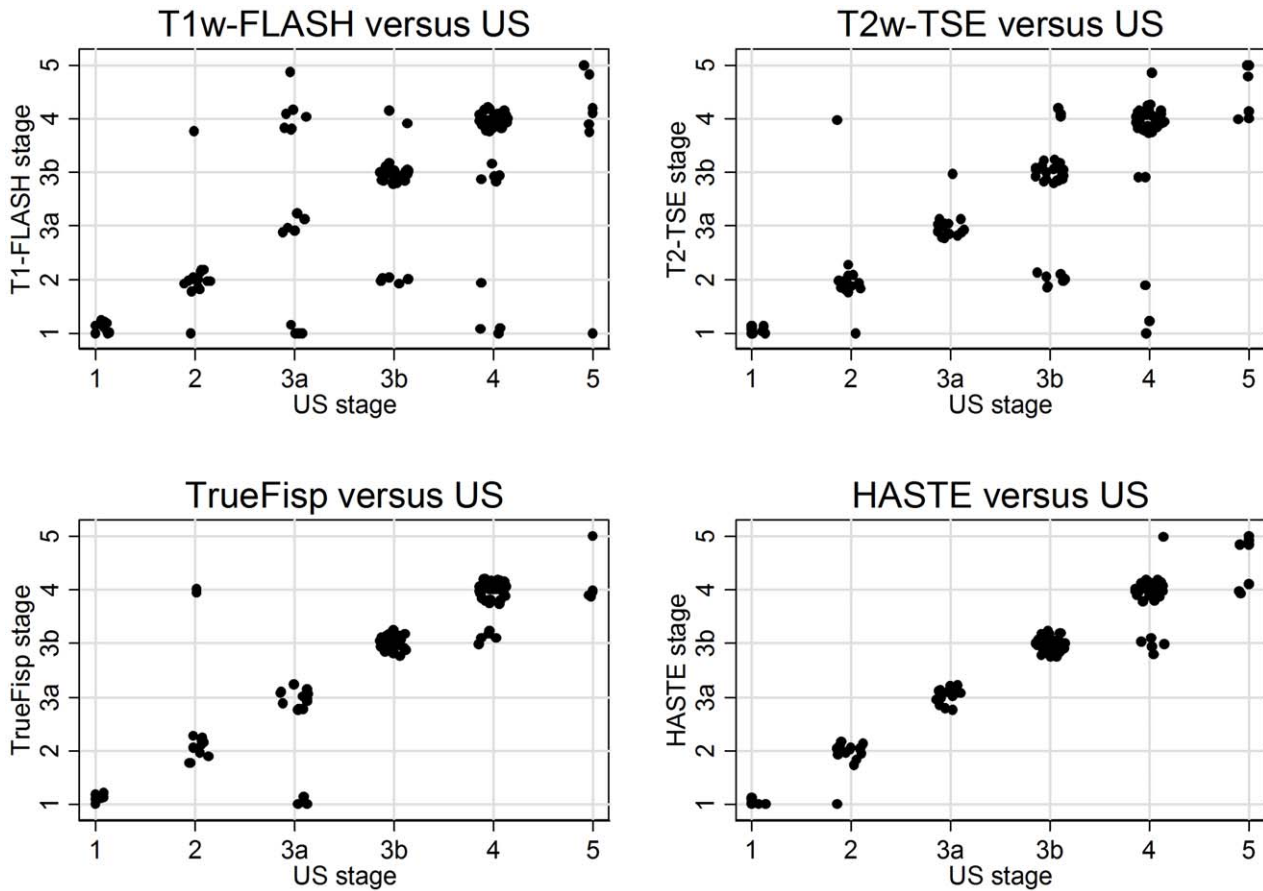 T1w-FLASH versus US
T1-FLASH stage
5
4
3b
3a
2
1
1 2 3a 3b 4 5
US stage
T2w-TSE versus US
T2-TSE stage
5
4
3b
3a
2
1
1 2 3a 3b 4 5
US stage
TrueFisp versus US
TrueFisp stage
5
4
3b
3a
2
1
1 2 3a 3b 4 5
US stage
HASTE versus US
HASTE stage
5
4
3b
3a
2
1
1 2 3a 3b 4 5
US stage